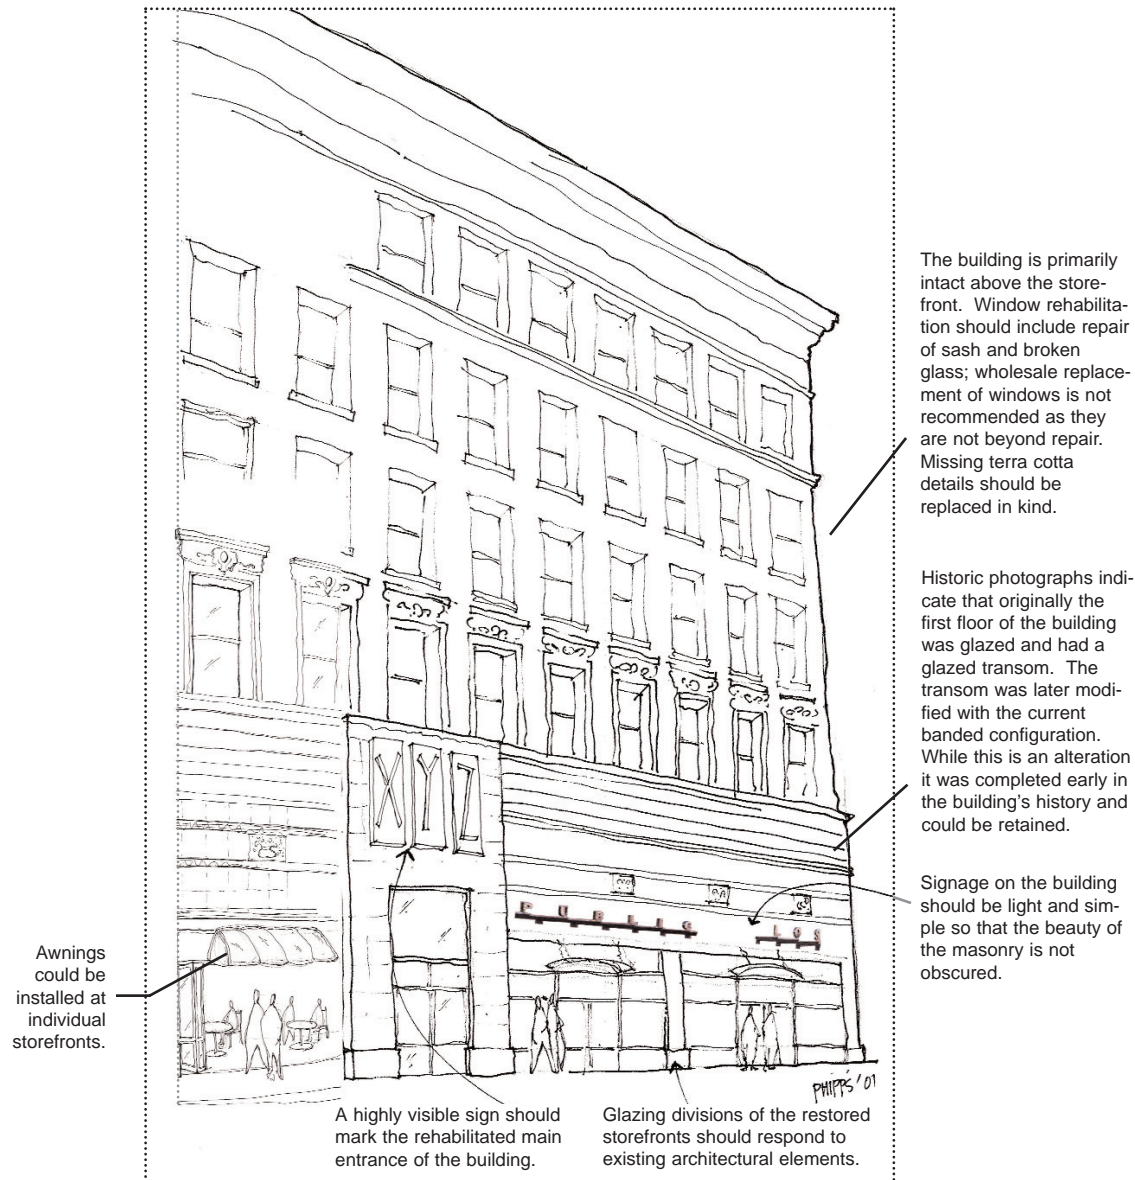 The building is primarily
intact above the store-
front. Window rehabilita-
tion should include repair
of sash and broken
glass; wholesale replace-
ment of windows is not
recommended as they
are not beyond repair.
Missing terra cotta
details should be
replaced in kind.
Historic photographs indi-
cate that originally the
first floor of the building
was glazed and had a
glazed transom. The
transom was later modi-
fied with the current
banded configuration.
While this is an alteration
it was completed early in
the building's history and
could be retained.
XYZ
PUBLIC
LOS
Signage on the building
should be light and sim-
ple so that the beauty of
the masonry is not
obscured.
Awnings
could be
installed at
individual
storefronts.
PHIPPS '01
A highly visible sign should
mark the rehabilitated main
entrance of the building.
Glazing divisions of the restored
storefronts should respond to
existing architectural elements.